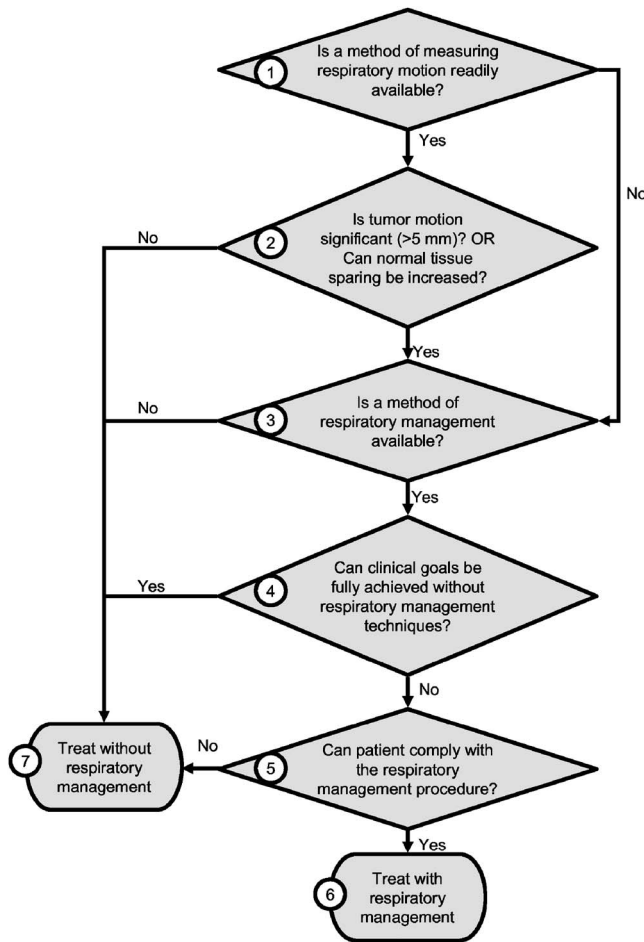 1
Is a method of measuring
respiratory motion readily
available?
Yes
No
2
Is tumor motion
significant (>5 mm)? OR
Can normal tissue
sparing be increased?
No
Yes
3
Is a method of
respiratory management
available?
No
Yes
4
Can clinical goals be
fully achieved without
respiratory management
techniques?
Yes
No
5
Can patient comply with
the respiratory
management procedure?
No
Yes
7
Treat without
respiratory
management
6
Treat with
respiratory
management